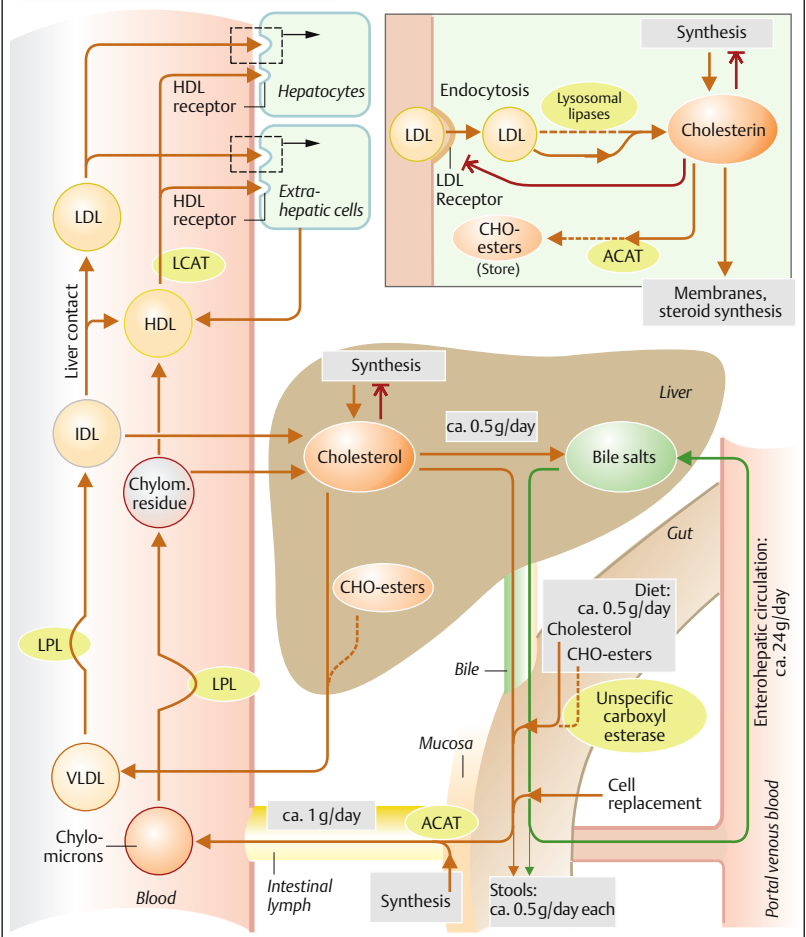 HDL
receptor
Hepatocytes
HDL
receptor
Extra-
hepatic cells
LDL
LCAT
HDL
Liver contact
IDL
Chylom.
residue
LPL
LPL
VLDL
Chylo-
microns
Blood
Synthesis
Endocytosis
Lysosomal
lipases
LDL
LDL
Cholesterin
LDL
Receptor
CHO-
esters
(Store)
ACAT
Membranes,
steroid synthesis
Synthesis
Liver
ca. 0.5 g/day
Cholesterol
Bile salts
CHO-esters
Gut
Diet:
ca. 0.5 g/day
Cholesterol
CHO-esters
Bile
Unspecific
carboxyl
esterase
Mucosa
Cell
replacement
ca. 1 g/day
ACAT
Intestinal
lymph
Synthesis
Stools:
ca. 0.5 g/day each
Enterohepatic circulation:
ca. 24 g/day
Portal venous blood